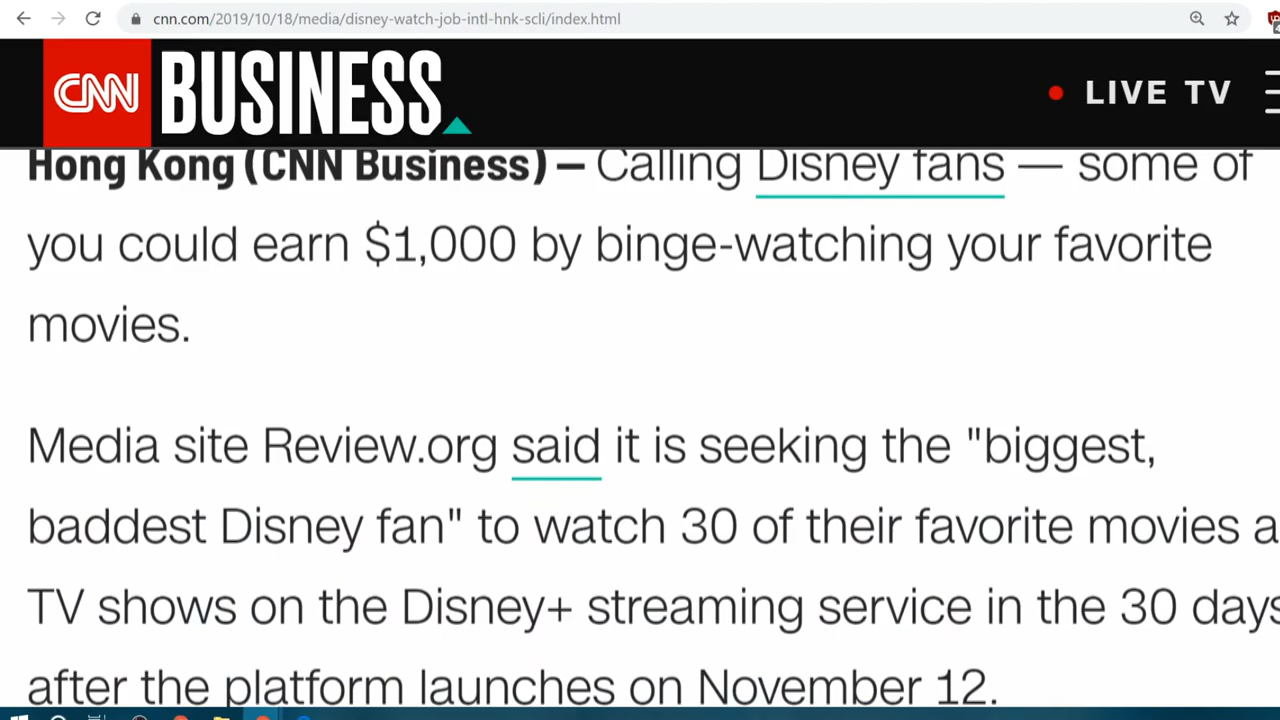 cnn.com/2019/10/18/media/disney-watch-job-intl-hnk-scli/index.html
CNN BUSINESS
LIVE TV
Hong Kong (CNN Business) — Calling Disney fans — some of
you could earn $1,000 by binge-watching your favorite
movies.
Media site Review.org said it is seeking the "biggest,
baddest Disney fan" to watch 30 of their favorite movies a
TV shows on the Disney+ streaming service in the 30 days
after the platform launches on November 12.